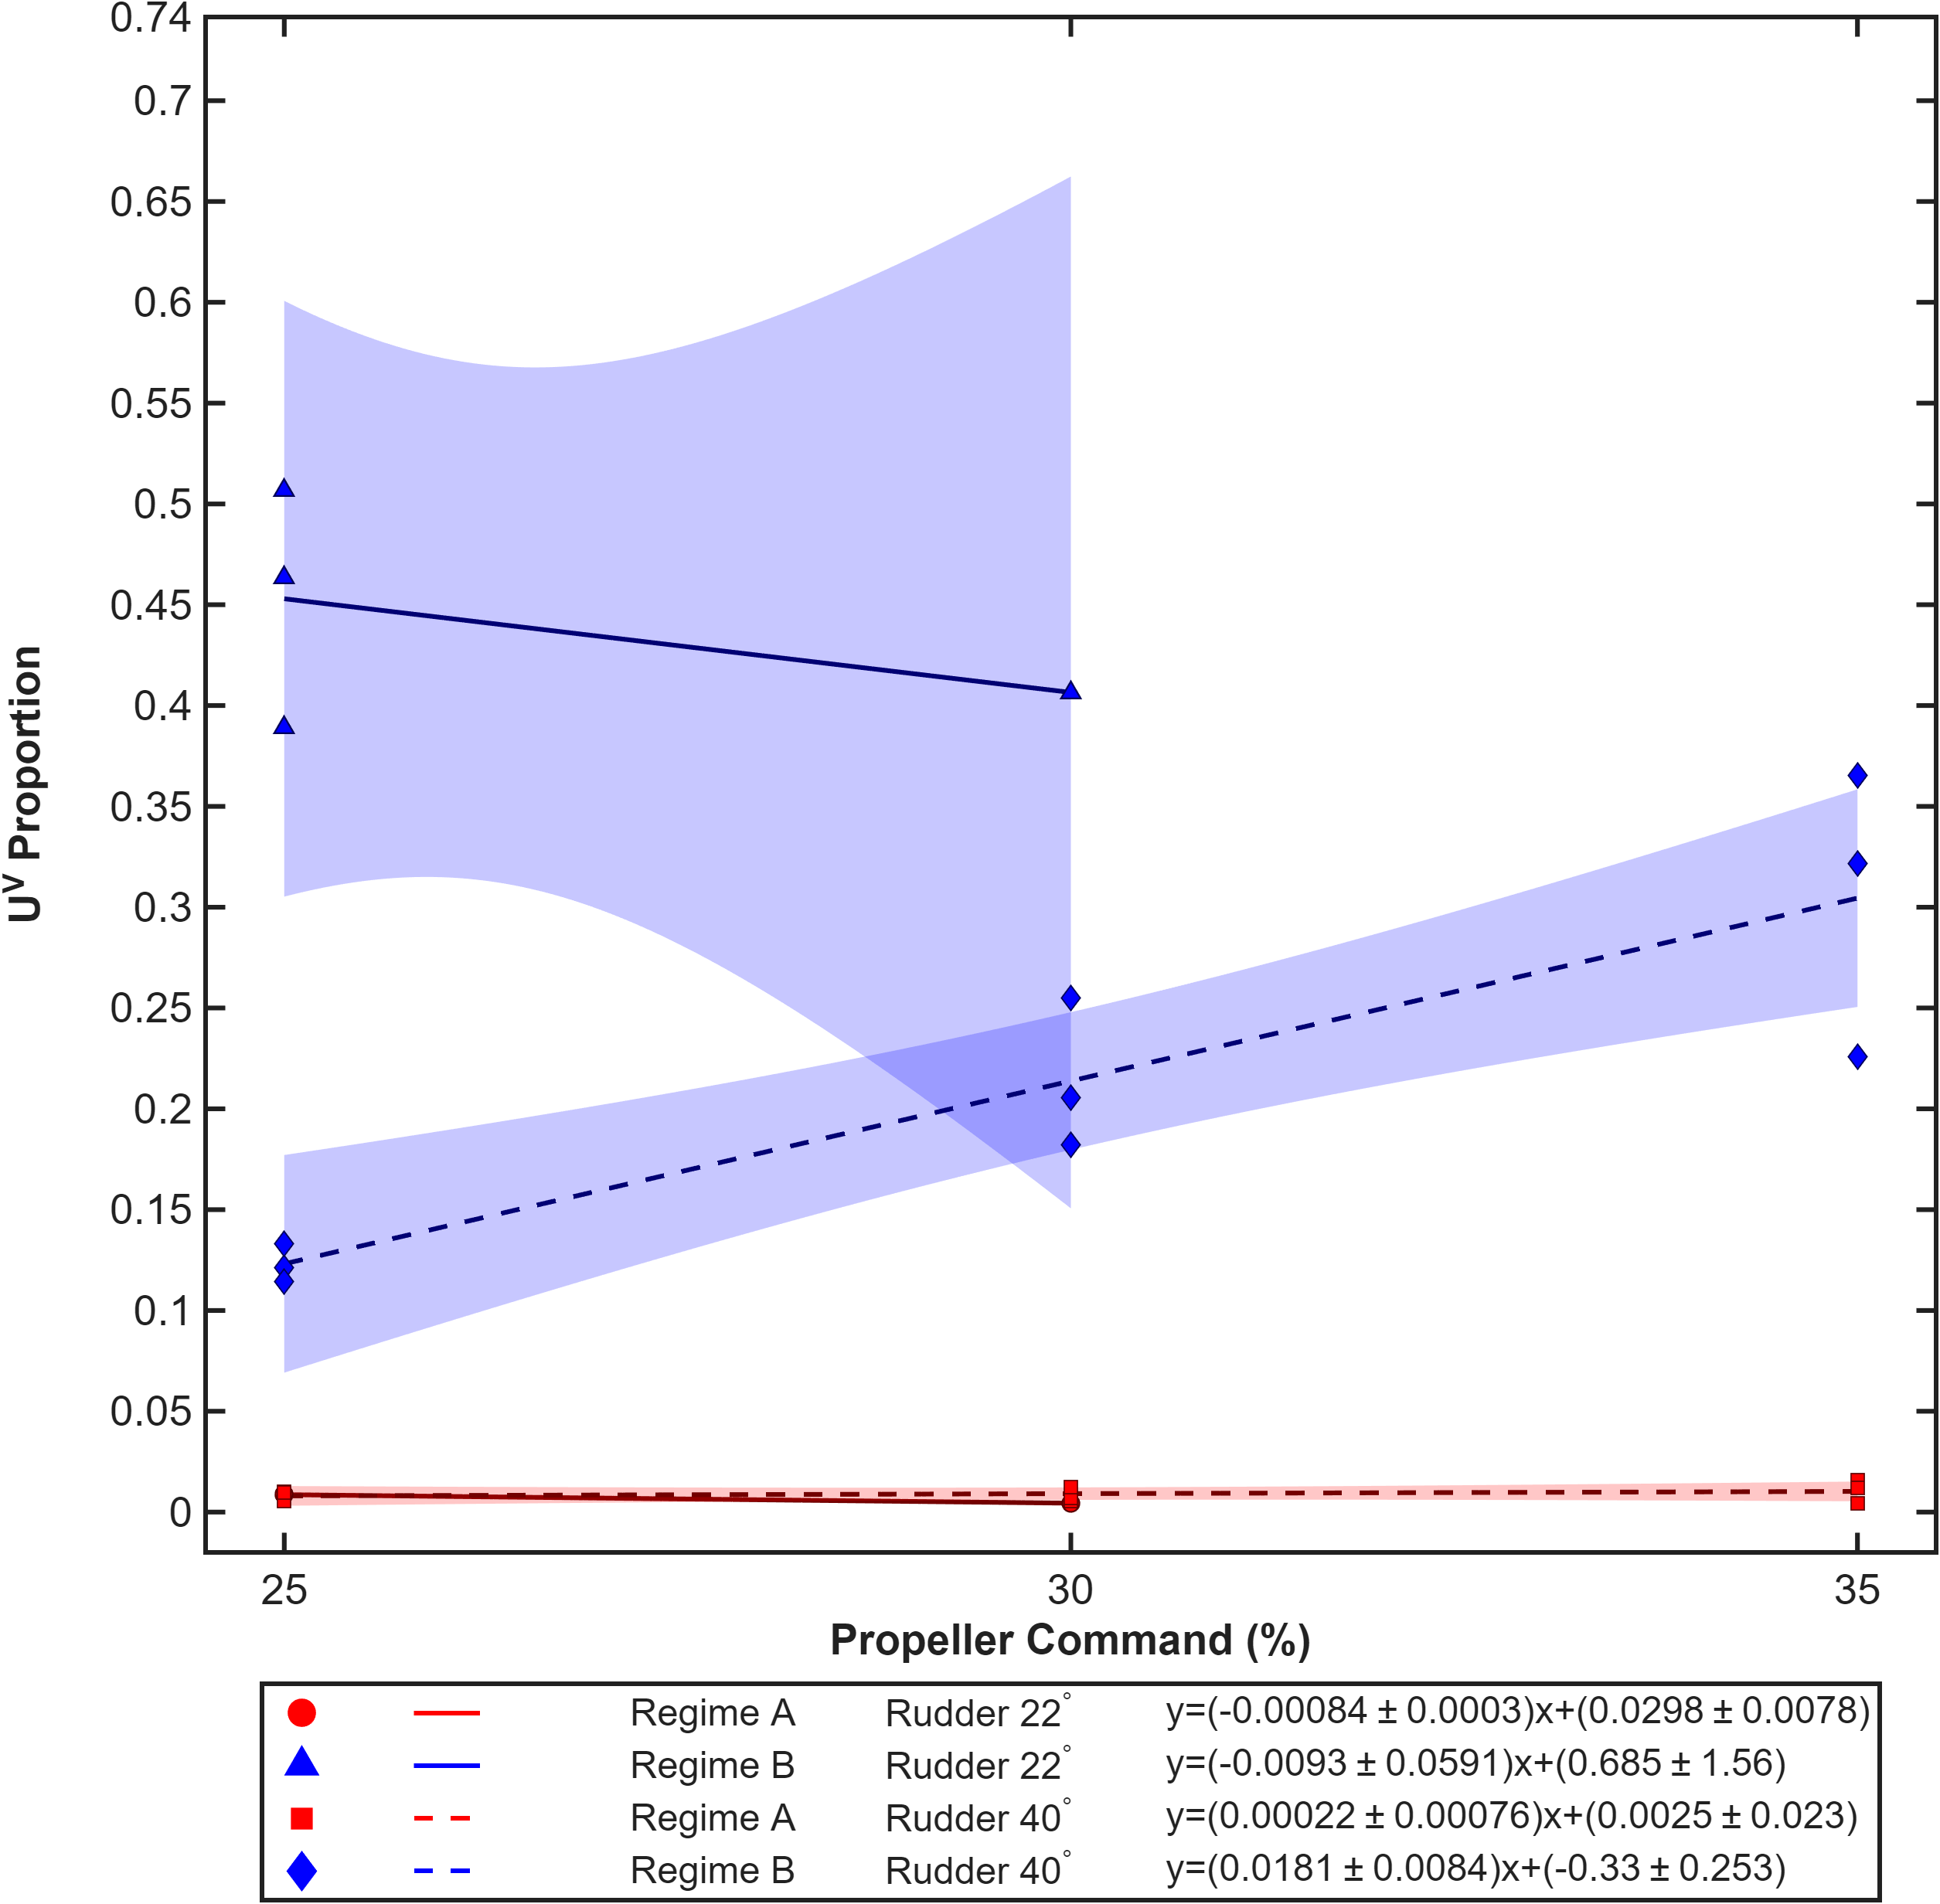 0.74
0.7
0.65
0.6
0.55
0.5
0.45
0.4
0.35
0.3
0.25
0.2
0.15
0.1
0.05
0
U^V Proportion
25 30 35
Propeller Command (%)
Regime A Rudder 22° y=(-0.00084 ± 0.0003)x+(0.0298 ± 0.0078)
Regime B Rudder 22° y=(-0.0093 ± 0.0591)x+(0.685 ± 1.56)
Regime A Rudder 40° y=(0.00022 ± 0.00076)x+(0.0025 ± 0.023)
Regime B Rudder 40° y=(0.0181 ± 0.0084)x+(-0.33 ± 0.253)